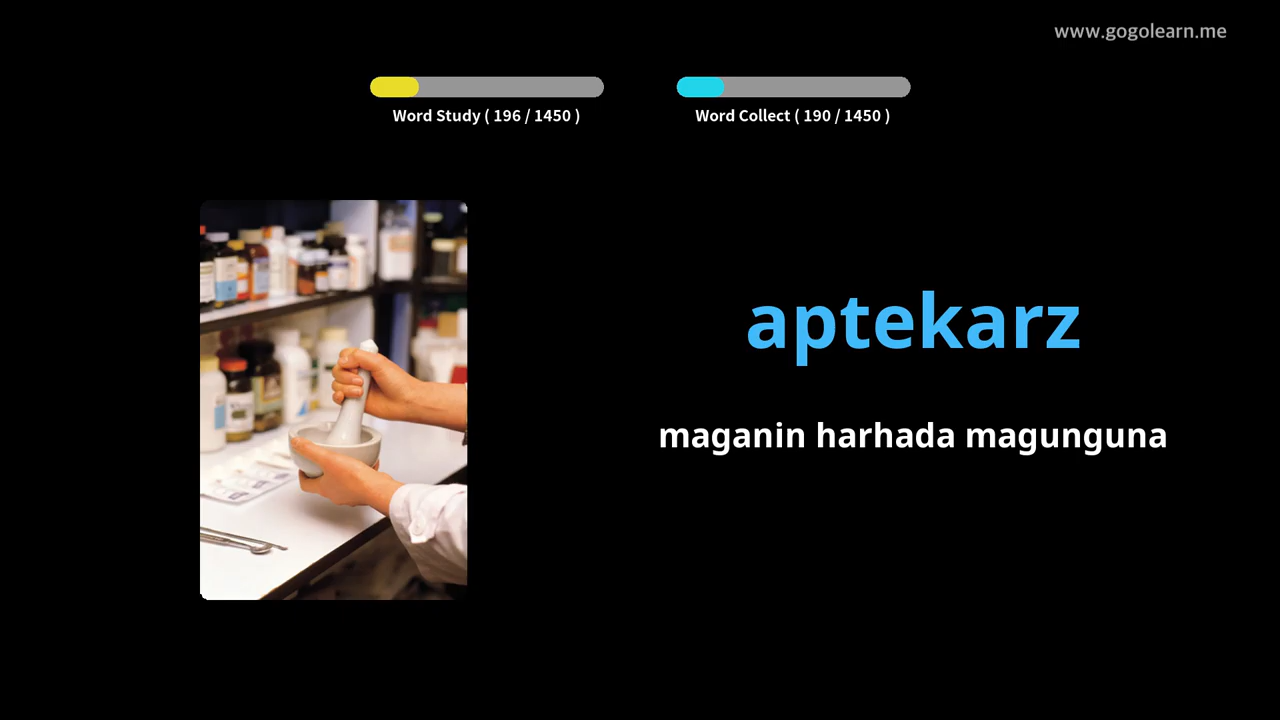 www.gogolearn.me
Word Study ( 196 / 1450 )
Word Collect ( 190 / 1450 )
aptekarz
maganin harhada magunguna